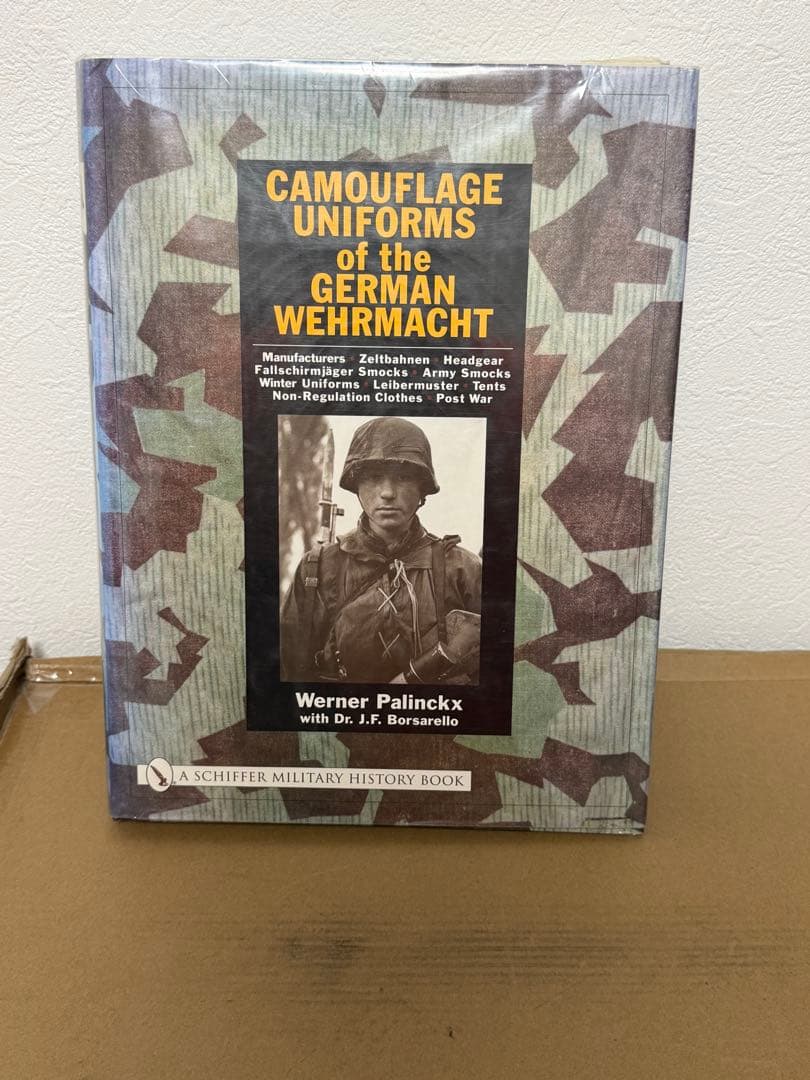 CAMOUFLAGE
UNIFORMS
of the
GERMAN
WEHRMACHT
Manufacturers • Zeltbahnen • Headgear
Fallschirmjäger Smocks • Army Smocks
Winter Uniforms • Leibermuster • Tents
Non-Regulation Clothes • Post War
Werner Palinckx
with Dr. J.F. Borsarello
A SCHIFFER MILITARY HISTORY BOOK